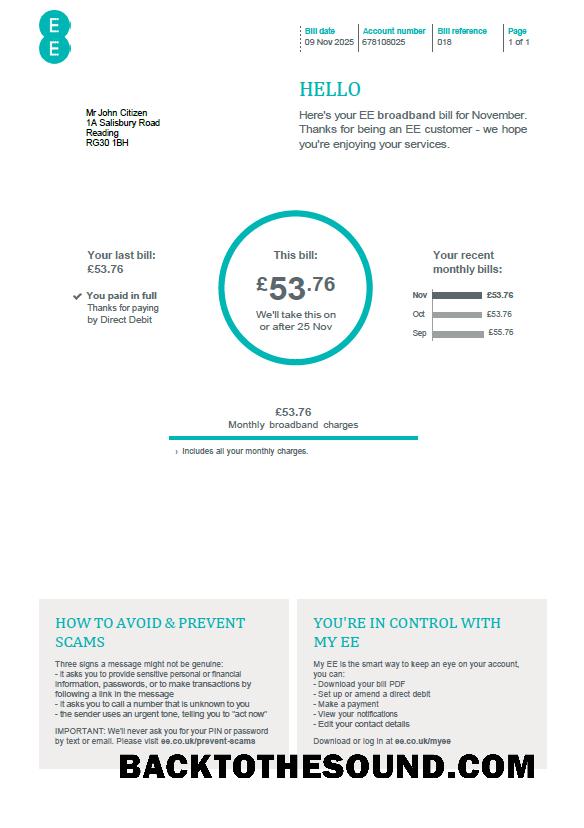 E
E
Bill date
09 Nov 2025
Account number
678108025
Bill reference
018
Page
1 of 1
HELLO
Here's your EE broadband bill for November.
Thanks for being an EE customer - we hope
you're enjoying your services.
Mr John Citizen
1A Salisbury Road
Reading
RG30 1BH
Your last bill:
£53.76
You paid in full
Thanks for paying
by Direct Debit
This bill:
£53.76
We'll take this on
or after 25 Nov
Your recent
monthly bills:
Nov £53.76
Oct £53.76
Sep £55.76
£53.76
Monthly broadband charges
› Includes all your monthly charges.
HOW TO AVOID & PREVENT
SCAMS
Three signs a message might not be genuine:
- it asks you to provide sensitive personal or financial
information, passwords, or to make transactions by
following a link in the message
- it asks you to call a number that is unknown to you
- the sender uses an urgent tone, telling you to "act now"
IMPORTANT: We'll never ask you for your PIN or password
by text or email. Please visit ee.co.uk/prevent-scams
YOU'RE IN CONTROL WITH
MY EE
My EE is the smart way to keep an eye on your account,
you can:
- Download your bill PDF
- Set up or amend a direct debit
- Make a payment
- View your notifications
- Edit your contact details
Download or log in at ee.co.uk/myee
BACKTOTHESOUND.COM